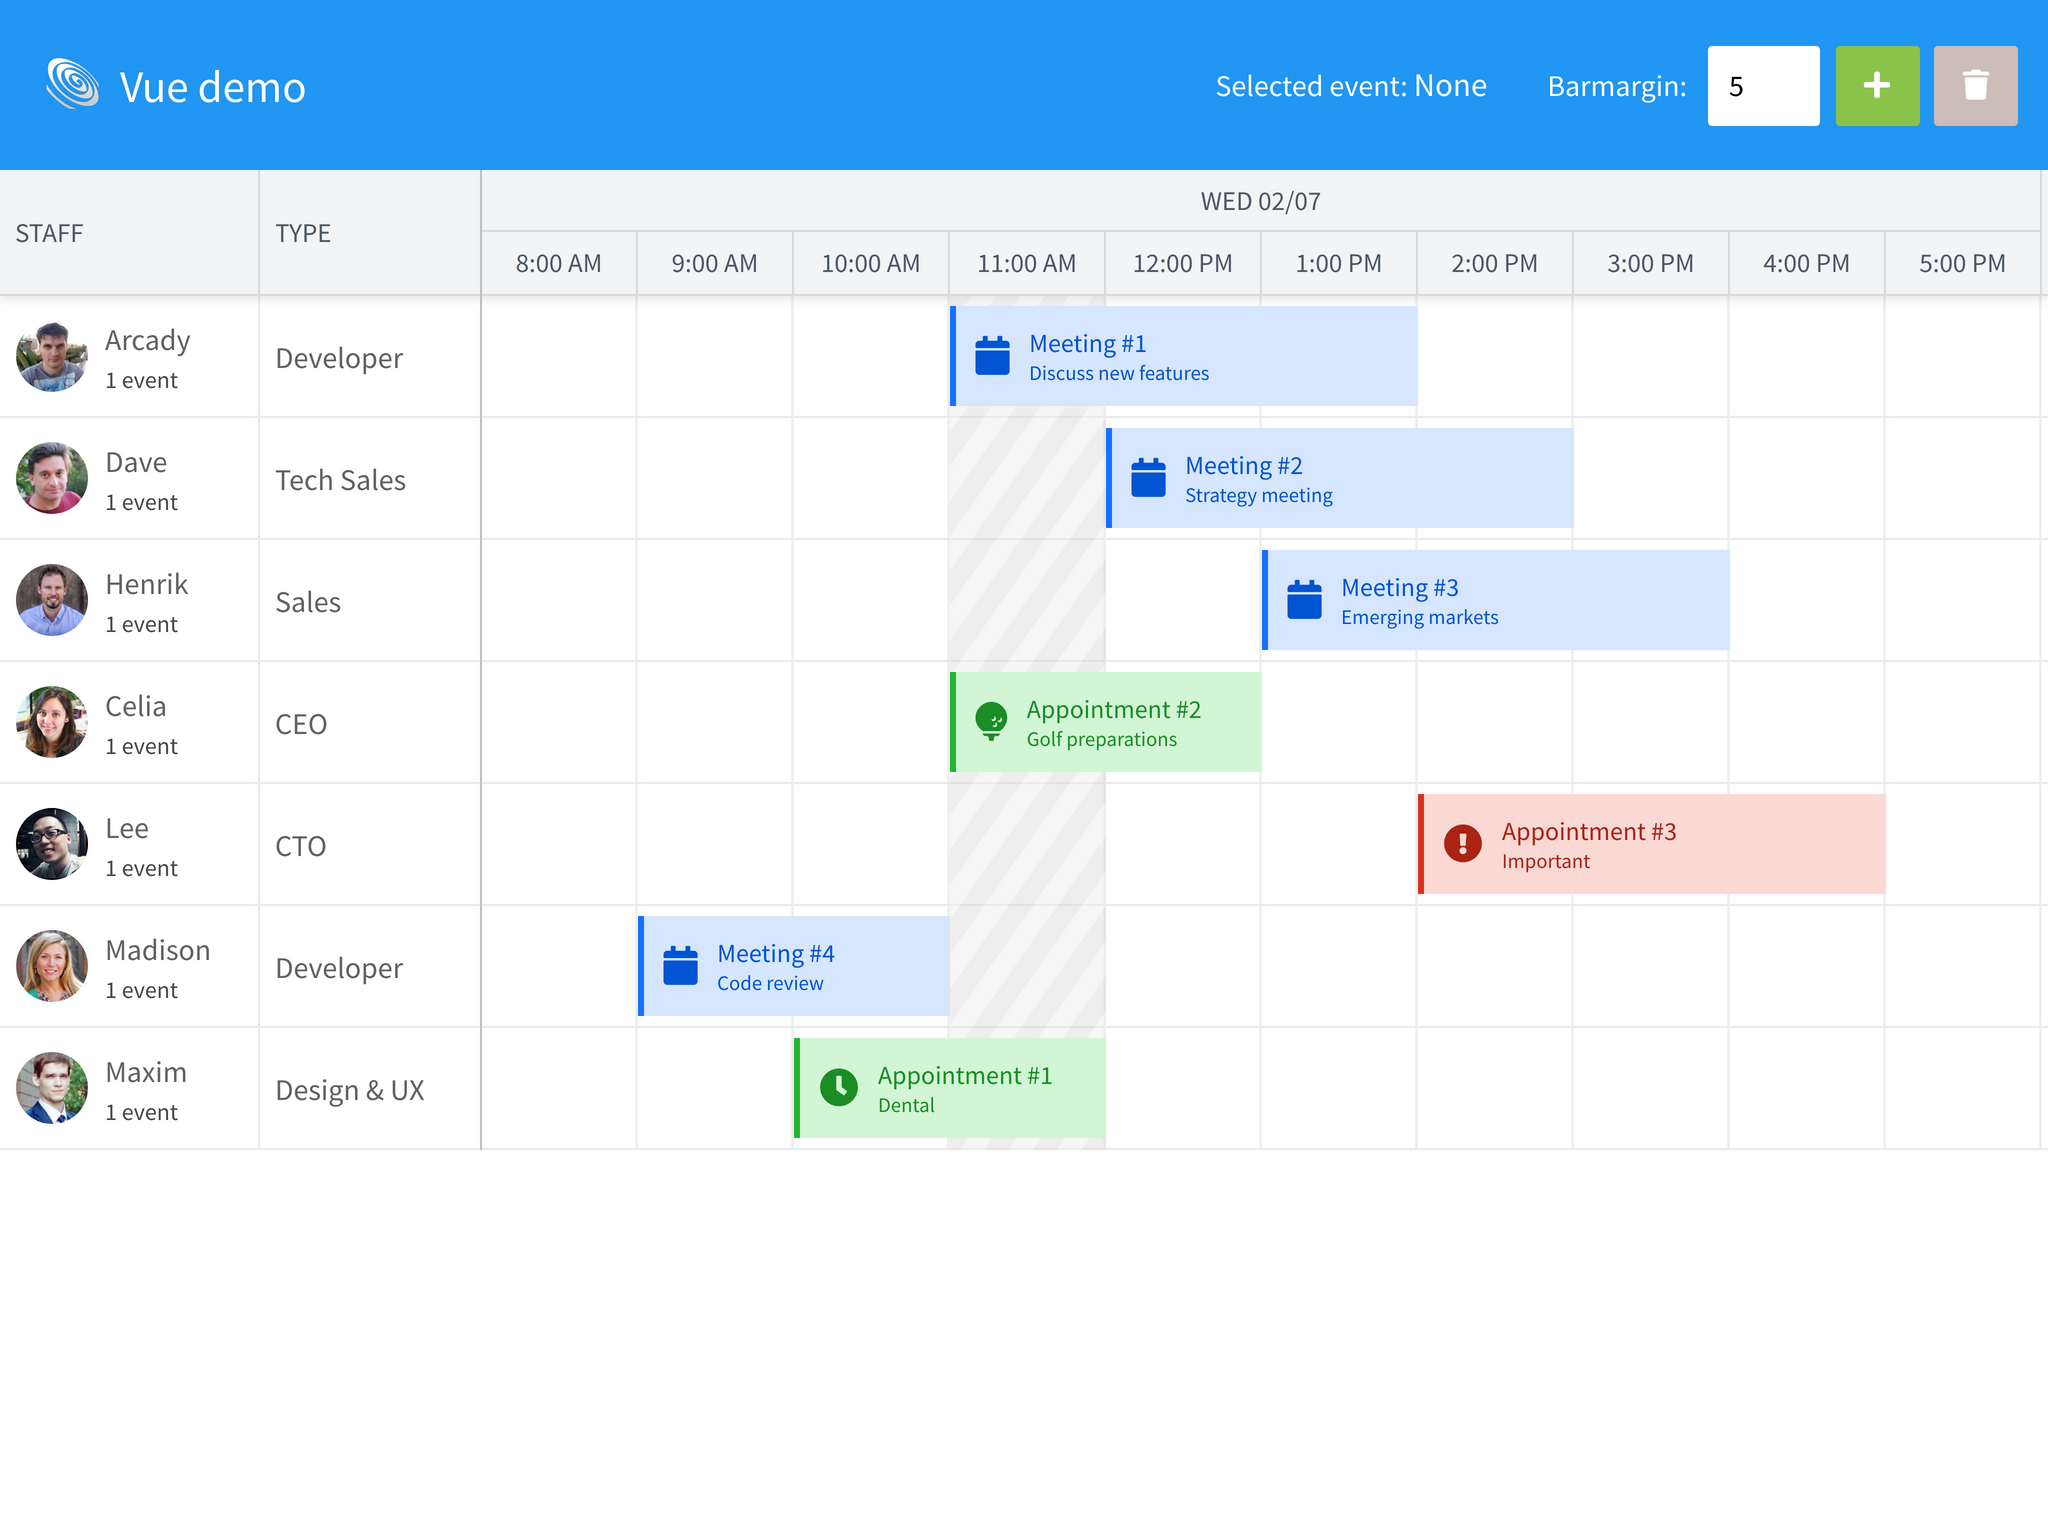 Vue demo
Selected event: None
Barmargin:
5
STAFF
TYPE
WED 02/07
8:00 AM
9:00 AM
10:00 AM
11:00 AM
12:00 PM
1:00 PM
2:00 PM
3:00 PM
4:00 PM
5:00 PM
Arcady
1 event
Developer
Meeting #1
Discuss new features
Dave
1 event
Tech Sales
Meeting #2
Strategy meeting
Henrik
1 event
Sales
Meeting #3
Emerging markets
Celia
1 event
CEO
Appointment #2
Golf preparations
Lee
1 event
CTO
Appointment #3
Important
Madison
1 event
Developer
Meeting #4
Code review
Maxim
1 event
Design & UX
Appointment #1
Dental